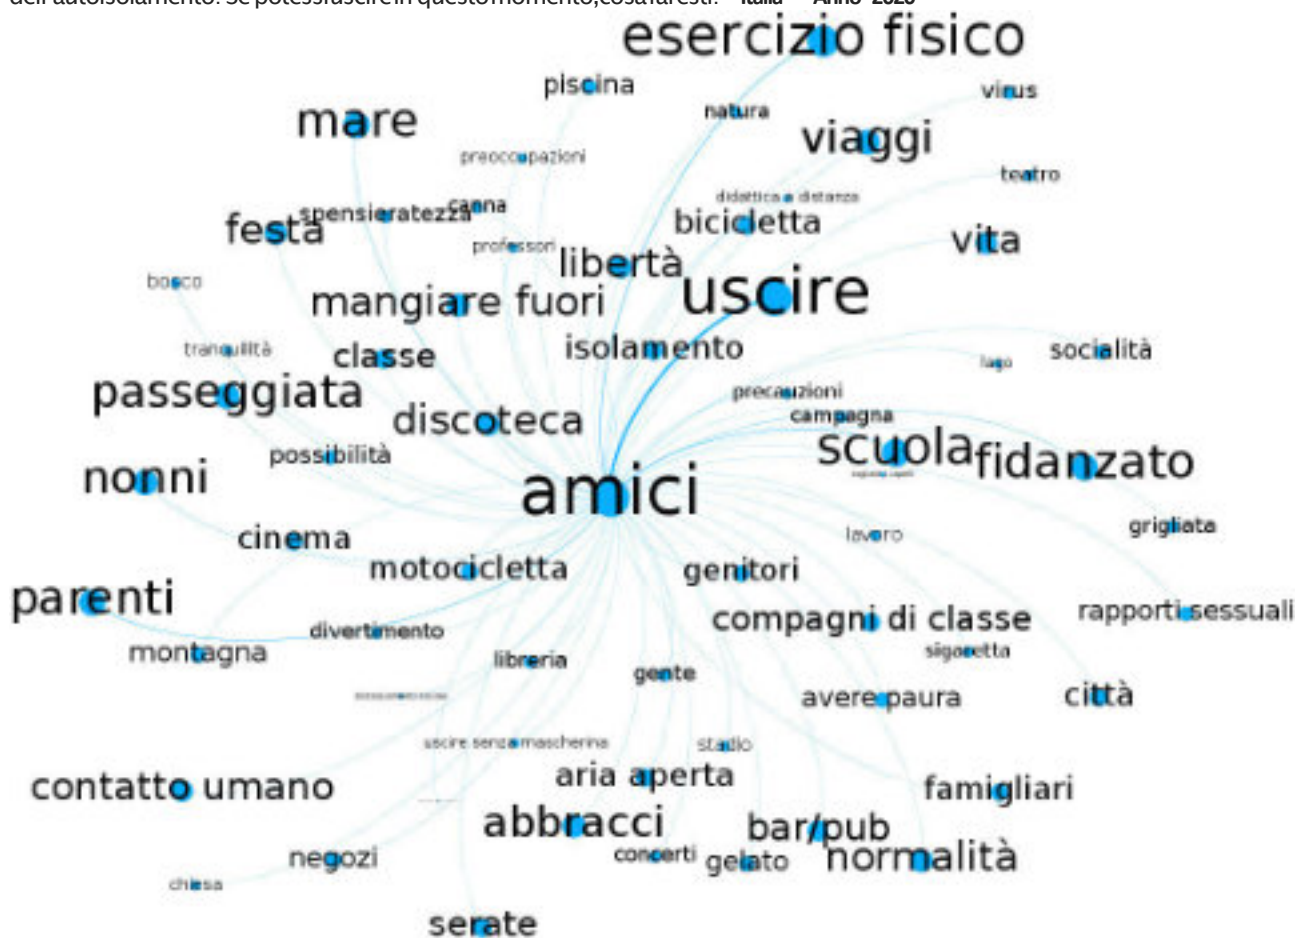 dell'autoisolamento. Se potessi uscire in questo momento, cosa faresti? Italia Anno 2020
esercizio fisico
piscina
virus
natura
mare
viaggi
preoccupazioni
teatro
didattica a distanza
canna
spensieratezza
bicicletta
festa
vita
professori
libertà
bosco
uscire
mangiare fuori
isolamento
tranquillità
socialità
classe
lago
passeggiata
precauzioni
campagna
discoteca
scuola
possibilità
fidanzato
nonni
amici
grigliata
lavoro
cinema
motocicletta
genitori
parenti
rapporti sessuali
compagni di classe
divertimento
montagna
sigaretta
libreria
gente
città
avere paura
uscire senza mascherina
stadio
aria aperta
contatto umano
famigliari
abbracci
bar/pub
concerti
negozi
gelato
normalità
chiesa
serate